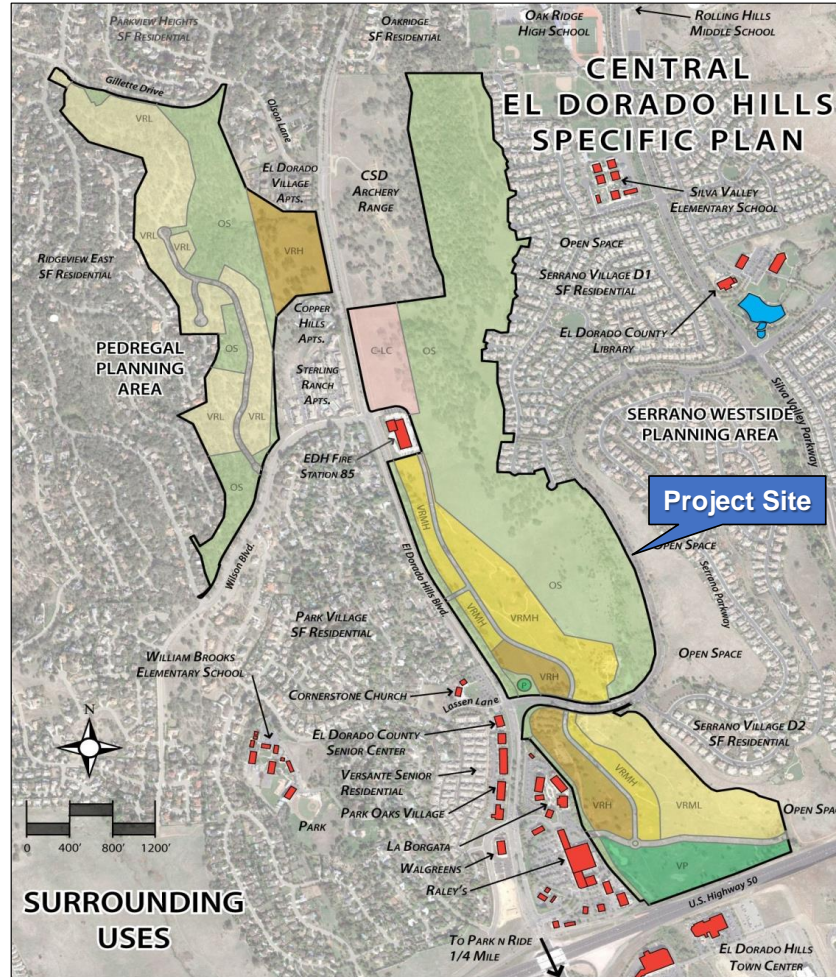 PARKVIEW HEIGHTS
SF RESIDENTIAL
OAKRIDGE
SF RESIDENTIAL
OAK RIDGE
HIGH SCHOOL
ROLLING HILLS
MIDDLE SCHOOL
CENTRAL
EL DORADO HILLS
SPECIFIC PLAN
Gillette Drive
Olson Lane
VRL
EL DORADO
VILLAGE
APTS.
CSD
ARCHERY
RANGE
SILVA VALLEY
ELEMENTARY SCHOOL
OS
VRH
RIDGEVIEW EAST
SF RESIDENTIAL
VRL
VRL
OPEN SPACE
SERRANO VILLAGE D1
SF RESIDENTIAL
EL DORADO COUNTY
LIBRARY
COPPER
HILLS
APTS.
PEDREGAL
PLANNING
AREA
OS
C-LC
OS
STERLING
RANCH
APTS.
VRL
VRL
Silva Valley Parkway
SERRANO WESTSIDE
PLANNING AREA
EDH FIRE
STATION 85
OS
Project Site
OPEN SPACE
Wilson Blvd.
El Dorado Hills Blvd.
VRMH
OS
Serrano Parkway
VRMH
VRMH
PARK VILLAGE
SF RESIDENTIAL
VRH
P
OPEN SPACE
WILLIAM BROOKS
ELEMENTARY SCHOOL
CORNERSTONE CHURCH
Lassen Lane
N
EL DORADO COUNTY
SENIOR CENTER
SERRANO VILLAGE D2
SF RESIDENTIAL
VERSANTE SENIOR
RESIDENTIAL
VRMH
VRH
VRML
PARK OAKS VILLAGE
OPEN SPAC
0 400' 800' 1200'
PARK
LA BORGATA
WALGREENS
VP
RALEY'S
U.S. Highway 50
SURROUNDING
USES
TO PARK N RIDE
1/4 MILE
EL DORADO HILLS
TOWN CENTER